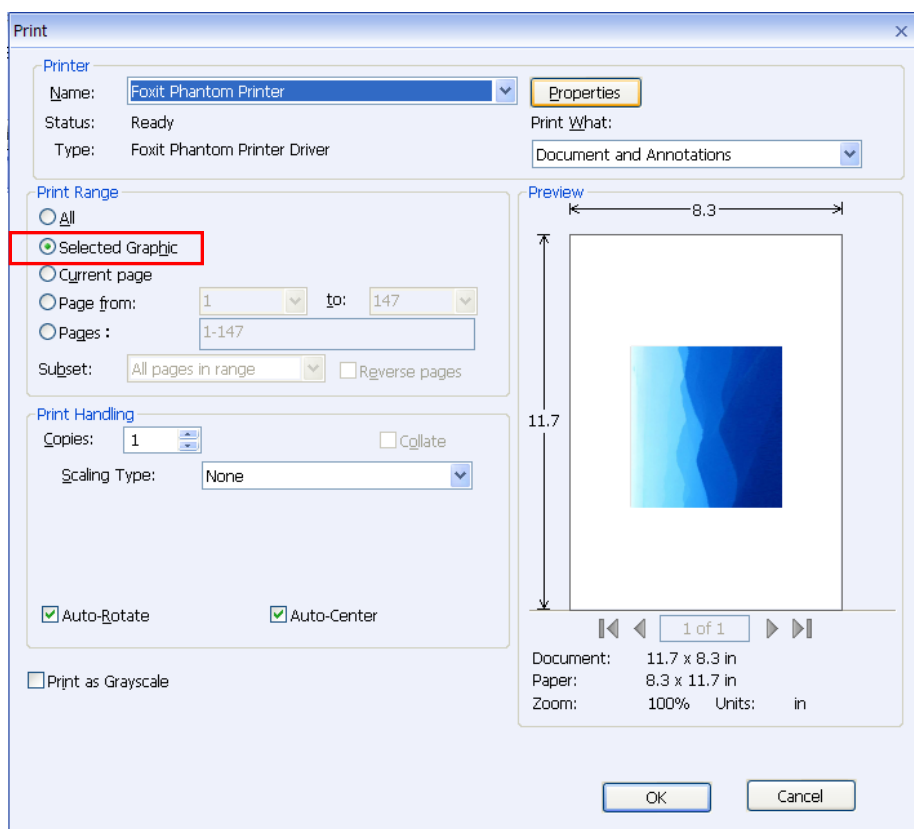 Print
Printer
Name: Foxit Phantom Printer Properties
Status: Ready Print What:
Type: Foxit Phantom Printer Driver Document and Annotations
Print Range
All
Selected Graphic
Current page
Page from: 1 to: 147
Pages : 1-147
Subset: All pages in range Reverse pages
Print Handling
Copies: 1 Collate
Scaling Type: None
Auto-Rotate Auto-Center
Print as Grayscale
Preview
8.3
11.7
1 of 1
Document: 11.7 x 8.3 in
Paper: 8.3 x 11.7 in
Zoom: 100% Units: in
OK Cancel